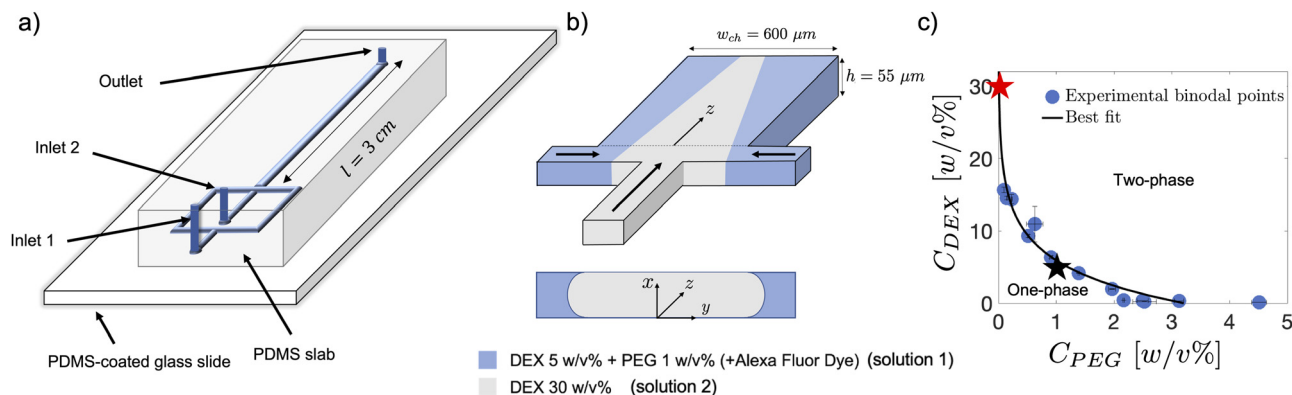 a)
Outlet
Inlet 2
Inlet 1
l = 3 cm
PDMS-coated glass slide
PDMS slab
b)
w_ch = 600 μm
h = 55 μm
z
x
z
y
DEX 5 w/v% + PEG 1 w/v% (+Alexa Fluor Dye) (solution 1)
DEX 30 w/v% (solution 2)
c)
Experimental binodal points
Best fit
Two-phase
One-phase
30
20
10
0
0 1 2 3 4 5
C_DEX [w/v%]
C_PEG [w/v%]